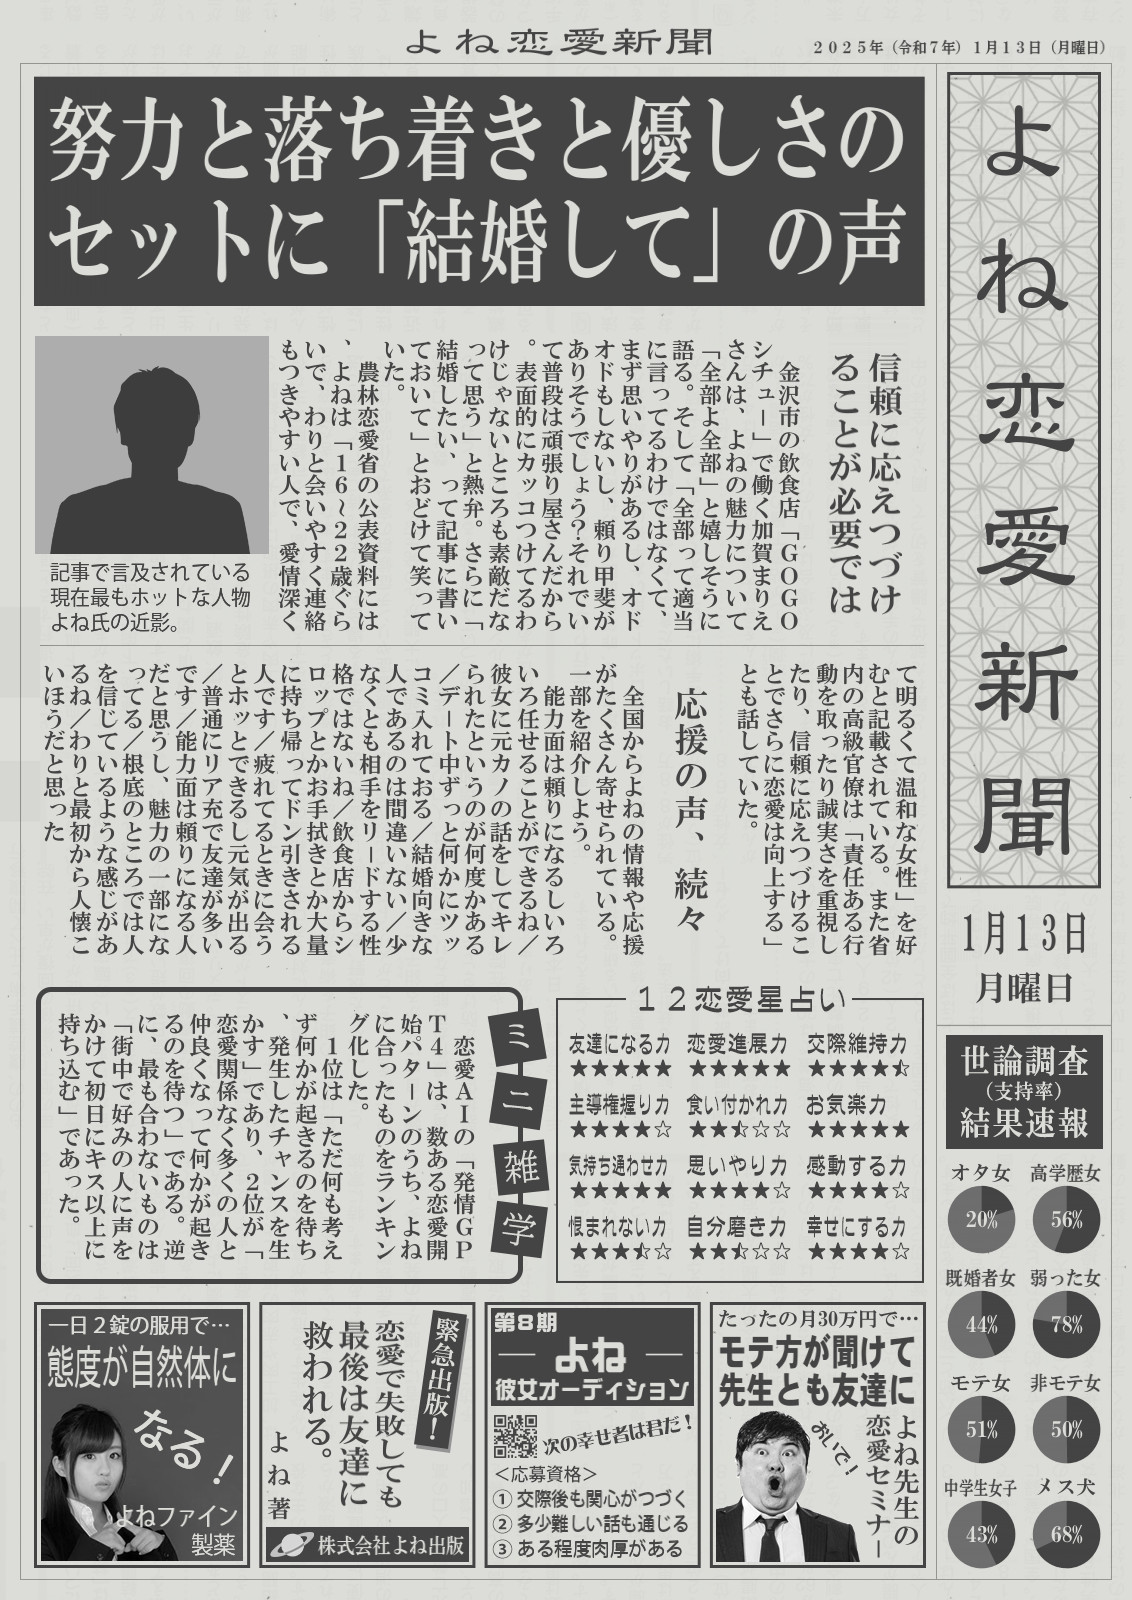 よね恋愛新聞
2025年（令和7年）1月13日（月曜日）
よね恋愛新聞
1月13日
月曜日
努力と落ち着きと優しさの
セットに「結婚して」の声
信頼に応えつづけ
ることが必要では
金沢市の飲食店「GOGO
シチュー」で働く加賀まりえ
さんは、よねの魅力について
「全部よ全部」と嬉しそうに
語る。そして「全部って適当
に言ってるわけではなくて、
まず思いやりがあるし、オド
オドもしないし、頼り甲斐が
ありそうでしょう？それでい
て普段は頑張り屋さんだから
。表面的にカッコつけてるわ
けじゃないところも素敵だな
って思う」と熱弁。さらに「
結婚したい、って記事に書い
ておいて」とおどけて笑って
いた。
農林恋愛省の公表資料には
、よねは「16～22歳ぐら
いで、わりと会いやすく連絡
もつきやすい人で、愛情深く
記事で言及されている
現在最もホットな人物
よね氏の近影。
て明るくて温和な女性」を好
むと記載されている。また省
内の高級官僚は「責任ある行
動を取ったり誠実さを重視し
たり、信頼に応えつづけるこ
とでさらに恋愛は向上する」
とも話していた。
応援の声、続々
全国からよねの情報や応援
がたくさん寄せられている。
一部を紹介しよう。
能力面は頼りになるしいろ
いろ任せることができるね／
彼女に元カノの話をしてキレ
られたというのが何度かある
／デート中ずっと何かにツッ
コミ入れておる／結婚向きな
人であるのは間違いない／少
なくとも相手をリードする性
格ではないね／飲食店からシ
ロップとかお手拭きとか大量
に持ち帰ってドン引きされる
人です／疲れてるときに会う
とホッとできるし元気が出る
／普通にリア充で友達が多い
です／能力面は頼りになる人
だと思うし、魅力の一部にな
ってる／根底のところでは人
を信じているような感じがあ
るね／わりと最初から人懐こ
いほうだと思った
ミニ雑学
恋愛AIの「発情GP
T4」は、数ある恋愛開
始パターンのうち、よね
に合ったものをランキン
グ化した。
1位は「ただ何も考え
ず何かが起きるのを待ち
、発生したチャンスを生
かす」であり、2位が「
恋愛関係なく多くの人と
仲良くなって何かが起き
るのを待つ」である。逆
に、最も合わないものは
「街中で好みの人に声を
かけて初日にキス以上に
持ち込む」であった。
12恋愛星占い
友達になる力 恋愛進展力 交際維持力
★★★★★ ★★★★★ ★★★★⯪
主導権握り力 食い付かれ力 お気楽力
★★★★☆ ★★⯪☆☆ ★★★★★
気持ち通わせ力 思いやり力 感動する力
★★★★★ ★★★★☆ ★★★★☆
恨まれない力 自分磨き力 幸せにする力
★★★⯪☆ ★★⯪☆☆ ★★★★☆
世論調査
（支持率）
結果速報
オタ女 高学歴女
20% 56%
既婚者女 弱った女
44% 78%
モテ女 非モテ女
51% 50%
中学生女子 メス犬
43% 68%
たったの月30万円で…
モテ方が聞けて
先生とも友達に
よね先生の
恋愛セミナー
おいで！
第8期
よね
彼女オーディション
次の幸せ者は君だ！
＜応募資格＞
① 交際後も関心がつづく
② 多少難しい話も通じる
③ ある程度肉厚がある
緊急出版！
恋愛で失敗しても
最後は友達に
救われる。
よね著
株式会社よね出版
一日2錠の服用で…
態度が自然体に
なる！
よねファイン
製薬